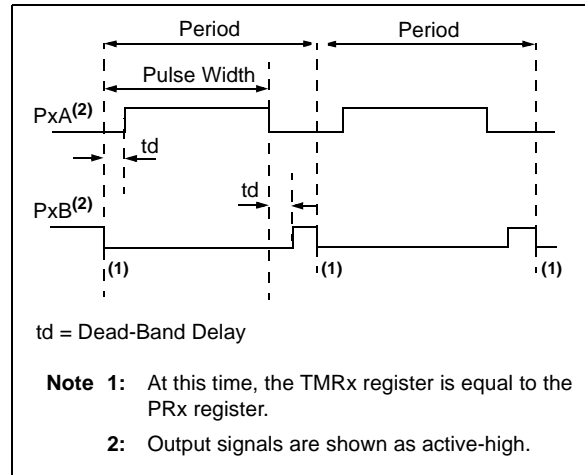 Period Period
Pulse Width
PxA(2)
td
td
PxB(2)
(1) (1) (1)
td = Dead-Band Delay
Note 1: At this time, the TMRx register is equal to the
PRx register.
2: Output signals are shown as active-high.